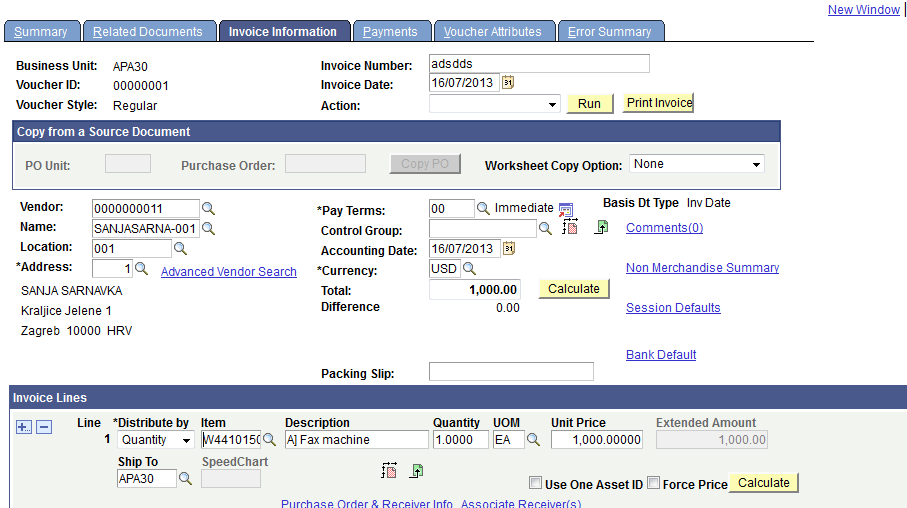 New Window
Summary Related Documents Invoice Information Payments Voucher Attributes Error Summary
Business Unit: APA30 Invoice Number: adsdds
Voucher ID: 00000001 Invoice Date: 16/07/2013 31
Voucher Style: Regular Action: Run Print Invoice
Copy from a Source Document
PO Unit: Purchase Order: Copy PO Worksheet Copy Option: None
Vendor: 0000000011 *Pay Terms: 00 Immediate Basis Dt Type Inv Date
Name: SANJASARNA-001 Control Group: Comments(0)
Location: 001 Accounting Date: 16/07/2013 31
*Address: 1 Advanced Vendor Search *Currency: USD Non Merchandise Summary
SANJA SARNAVKA Total: 1,000.00 Calculate
Kraljice Jelene 1 Difference 0.00 Session Defaults
Zagreb 10000 HRV
Bank Default
Packing Slip:
Invoice Lines
Line *Distribute by Item Description Quantity UOM Unit Price Extended Amount
1 Quantity W4410150 A] Fax machine 1.0000 EA 1,000.00000 1,000.00
Ship To SpeedChart
APA30 Use One Asset ID Force Price Calculate
Purchase Order & Receiver Info Associate Receiver(s)